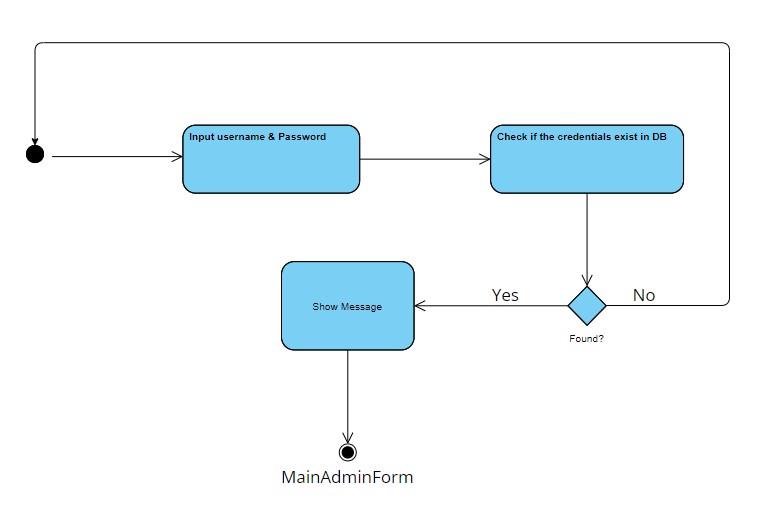 Input username & Password
Check if the credentials exist in DB
Show Message
Yes
No
Found?
MainAdminForm